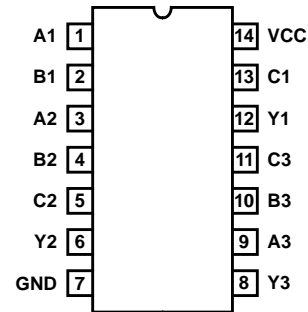 A1 1 14 VCC
B1 2 13 C1
A2 3 12 Y1
B2 4 11 C3
C2 5 10 B3
Y2 6 9 A3
GND 7 8 Y3